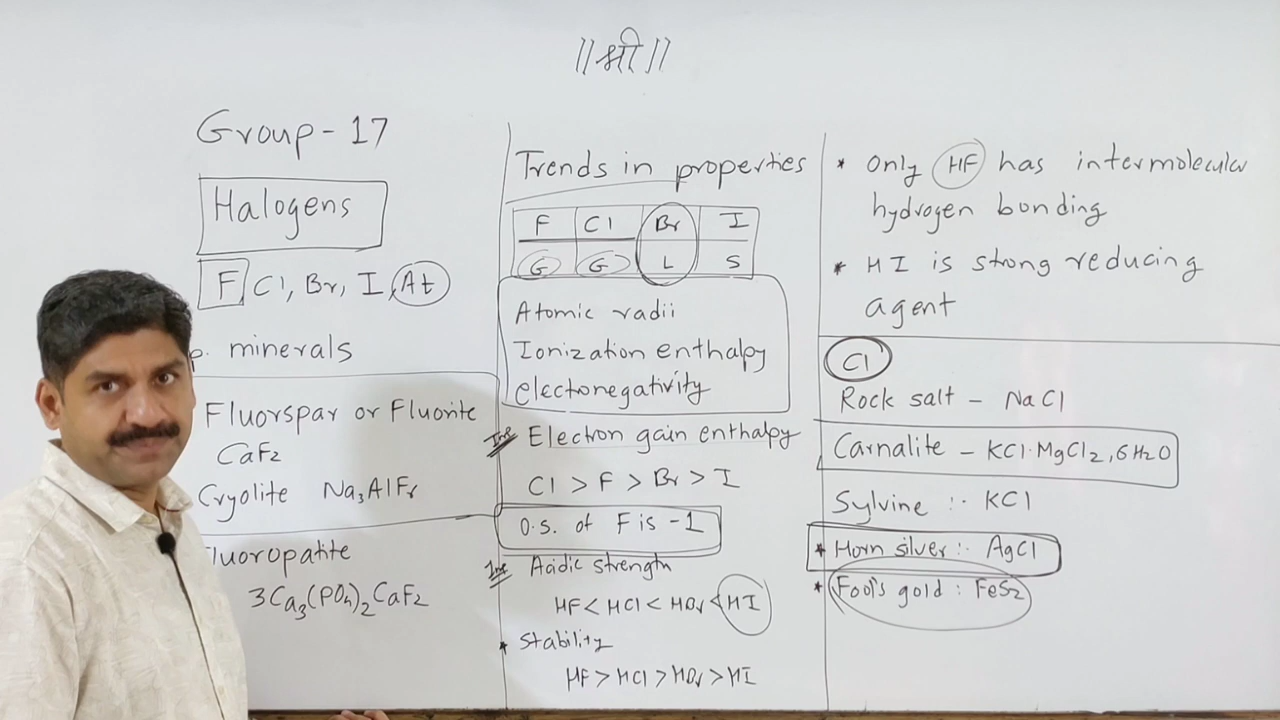 ||श्री||
Group-17
Halogens
F Cl, Br, I, At
p. minerals
Fluorspar or Fluorite
CaF2
Cryolite Na3AlF6
luoropatite
3Ca3(PO4)2CaF2
Trends in properties
F Cl Br I
G G L S
Atomic radii
Ionization enthalpy
electonegativity
Electron gain enthalpy
Cl > F > Br > I
O.S. of F is -1
Acidic strength
HF < HCl < HBr < HI
* Stability
HF > HCl > HBr > HI
* Only HF has intermolecular
hydrogen bonding
* HI is strong reducing
agent
Cl
Rock salt - NaCl
Carnalite - KCl·MgCl2, 6H2O
Sylvine :- KCl
* Horn silver :- AgCl
* Fool's gold : FeS2